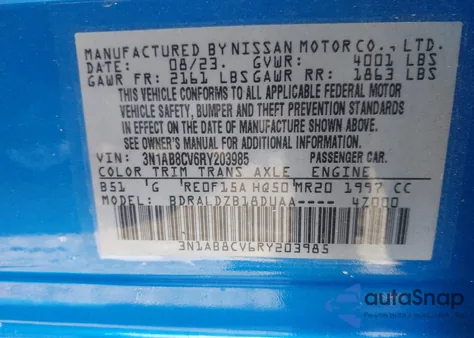 MANUFACTURED BY NISSAN MOTOR CO., LTD.
DATE: 08/23. GVWR: 4001 LBS
GAWR FR: 2161 LBS GAWR RR: 1863 LBS
THIS VEHICLE CONFORMS TO ALL APPLICABLE FEDERAL MOTOR
VEHICLE SAFETY, BUMPER AND THEFT PREVENTION STANDARDS
IN EFFECT ON THE DATE OF MANUFACTURE SHOWN ABOVE.
SEE OWNER'S MANUAL FOR ADDITIONAL INFORMATION.
VIN: 3N1AB8CV6RY203985 PASSENGER CAR.
COLOR TRIM TRANS AXLE ENGINE
B51 G RE0F15A HQ50 MR20 1997 CC
MODEL: BDRALDZB18DUAA---- 4Z000
3N1AB8CV6RY203985
autoSnap